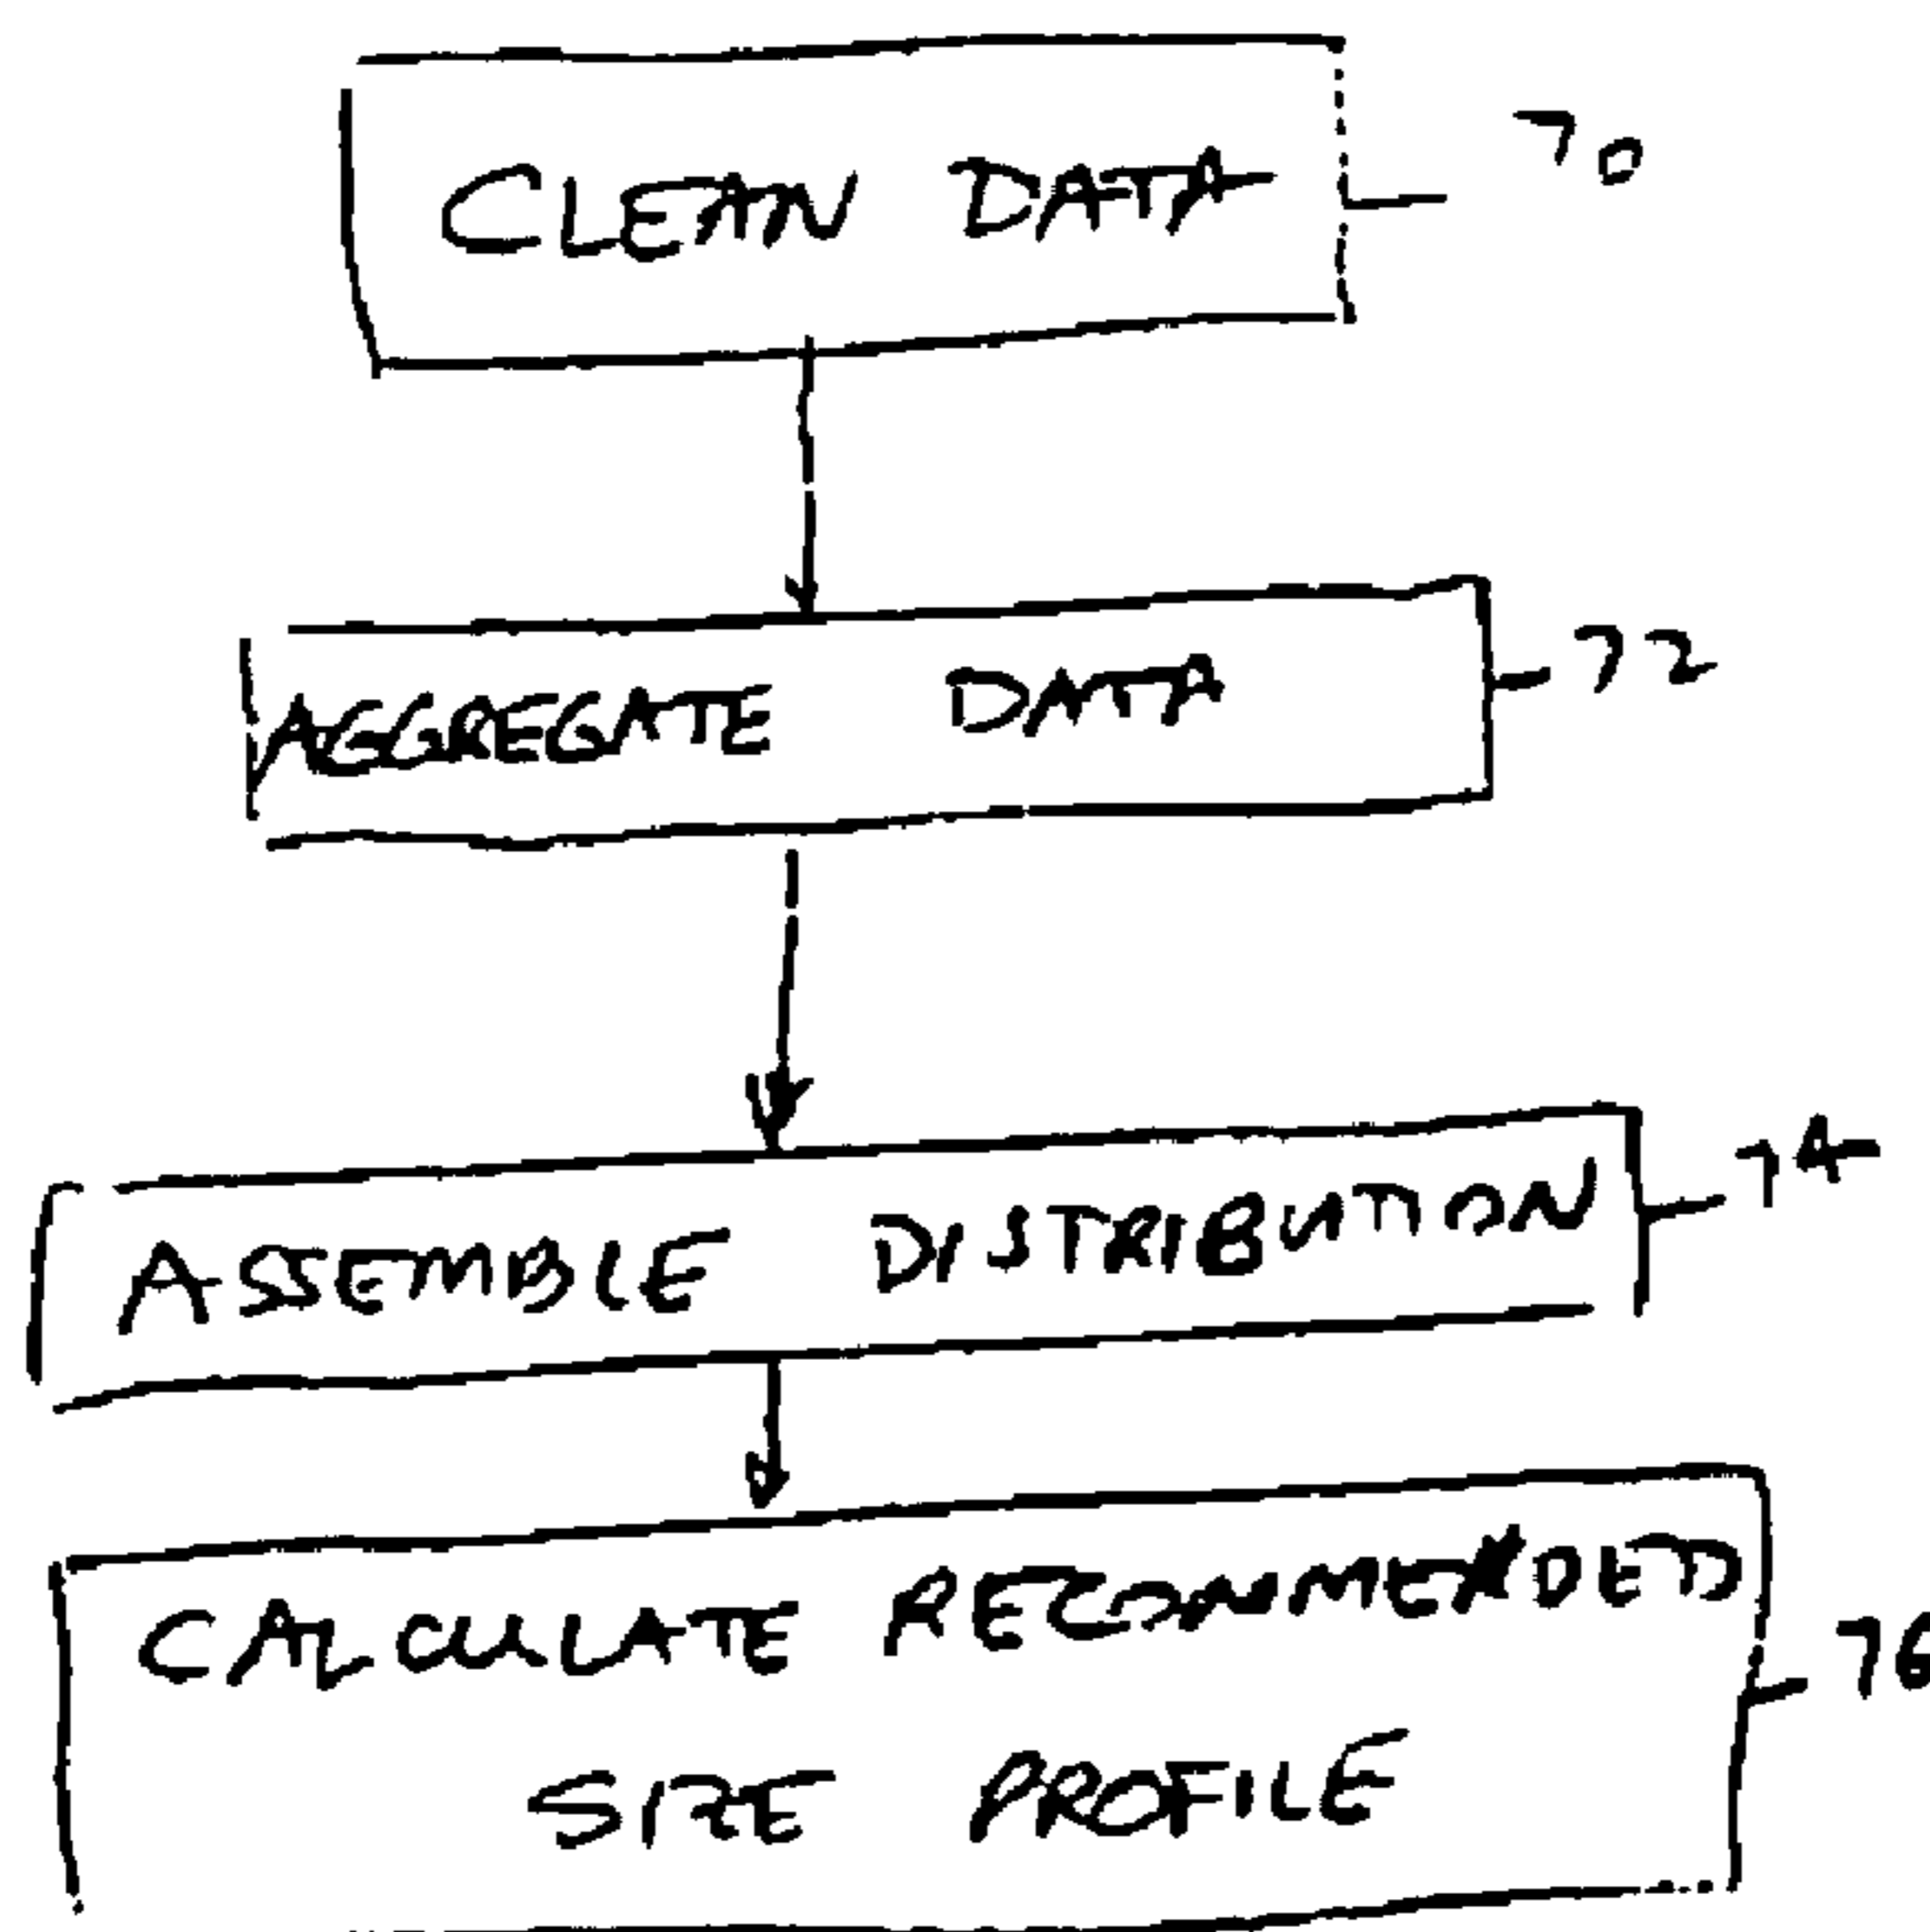 CLEAN DATA 70
AGGREGATE DATA 72
ASSEMBLE DISTRIBUTION 74
CALCULATE RECOMMENDED
76
SIZE PROFILE